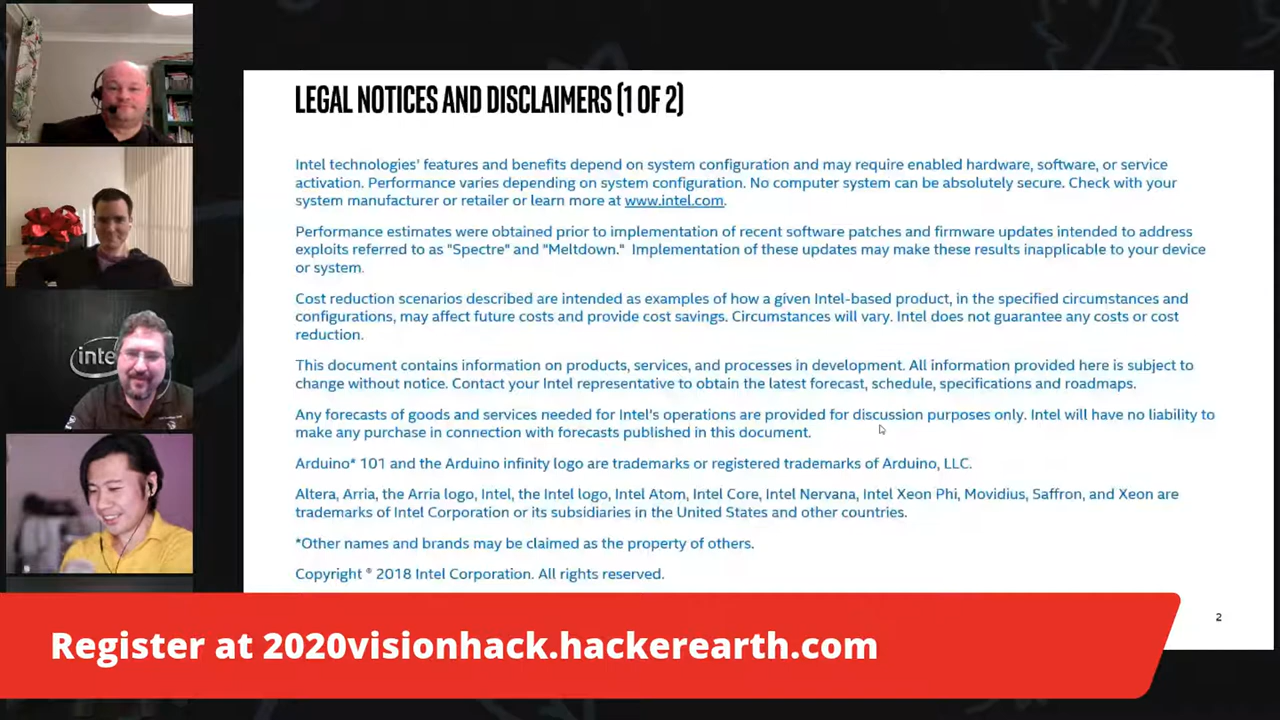 LEGAL NOTICES AND DISCLAIMERS (1 OF 2)
Intel technologies' features and benefits depend on system configuration and may require enabled hardware, software, or service
activation. Performance varies depending on system configuration. No computer system can be absolutely secure. Check with your
system manufacturer or retailer or learn more at www.intel.com.
Performance estimates were obtained prior to implementation of recent software patches and firmware updates intended to address
exploits referred to as "Spectre" and "Meltdown." Implementation of these updates may make these results inapplicable to your device
or system.
Cost reduction scenarios described are intended as examples of how a given Intel-based product, in the specified circumstances and
configurations, may affect future costs and provide cost savings. Circumstances will vary. Intel does not guarantee any costs or cost
reduction.
This document contains information on products, services, and processes in development. All information provided here is subject to
change without notice. Contact your Intel representative to obtain the latest forecast, schedule, specifications and roadmaps.
Any forecasts of goods and services needed for Intel's operations are provided for discussion purposes only. Intel will have no liability to
make any purchase in connection with forecasts published in this document.
Arduino* 101 and the Arduino infinity logo are trademarks or registered trademarks of Arduino, LLC.
Altera, Arria, the Arria logo, Intel, the Intel logo, Intel Atom, Intel Core, Intel Nervana, Intel Xeon Phi, Movidius, Saffron, and Xeon are
trademarks of Intel Corporation or its subsidiaries in the United States and other countries.
*Other names and brands may be claimed as the property of others.
Copyright ® 2018 Intel Corporation. All rights reserved.
2
inte
Register at 2020visionhack.hackerearth.com